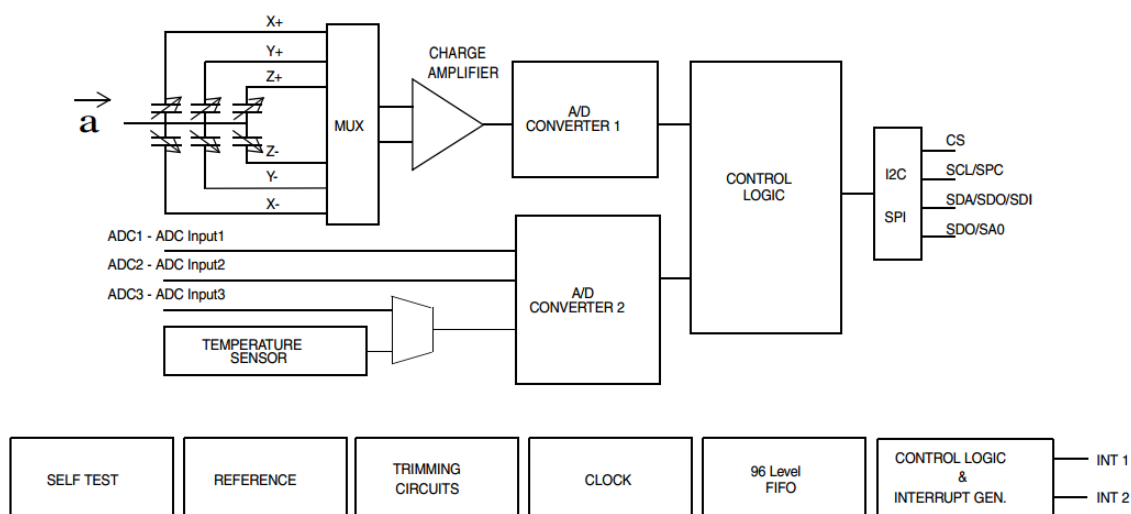 X+
Y+
Z+
a
Z-
Y-
X-
MUX
CHARGE
AMPLIFIER
A/D
CONVERTER 1
CONTROL
LOGIC
I2C
SPI
CS
SCL/SPC
SDA/SDO/SDI
SDO/SA0
ADC1 - ADC Input1
ADC2 - ADC Input2
ADC3 - ADC Input3
A/D
CONVERTER 2
TEMPERATURE
SENSOR
SELF TEST
REFERENCE
TRIMMING
CIRCUITS
CLOCK
96 Level
FIFO
CONTROL LOGIC
&
INTERRUPT GEN.
INT 1
INT 2